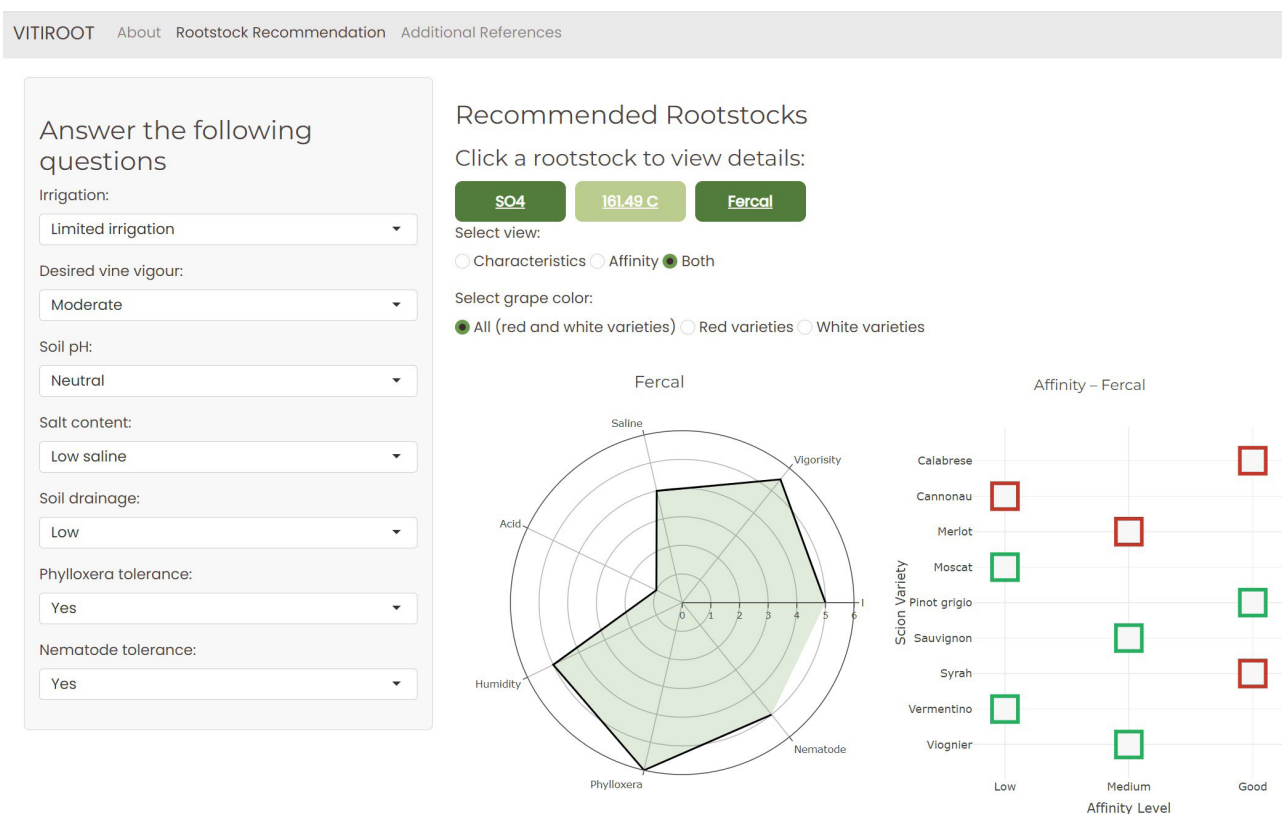 VITIROOT About Rootstock Recommendation Additional References
Answer the following
questions
Irrigation:
Limited irrigation
Desired vine vigour:
Moderate
Soil pH:
Neutral
Salt content:
Low saline
Soil drainage:
Low
Phylloxera tolerance:
Yes
Nematode tolerance:
Yes
Recommended Rootstocks
Click a rootstock to view details:
SO4 161.49 C Fercal
Select view:
Characteristics Affinity Both
Select grape color:
All (red and white varieties) Red varieties White varieties
Fercal
Saline
Vigorisity
Acid
0 1 2 3 4 5 6
I
Humidity
Nematode
Phylloxera
Affinity – Fercal
Scion Variety
Calabrese
Cannonau
Merlot
Moscat
Pinot grigio
Sauvignon
Syrah
Vermentino
Viognier
Low Medium Good
Affinity Level